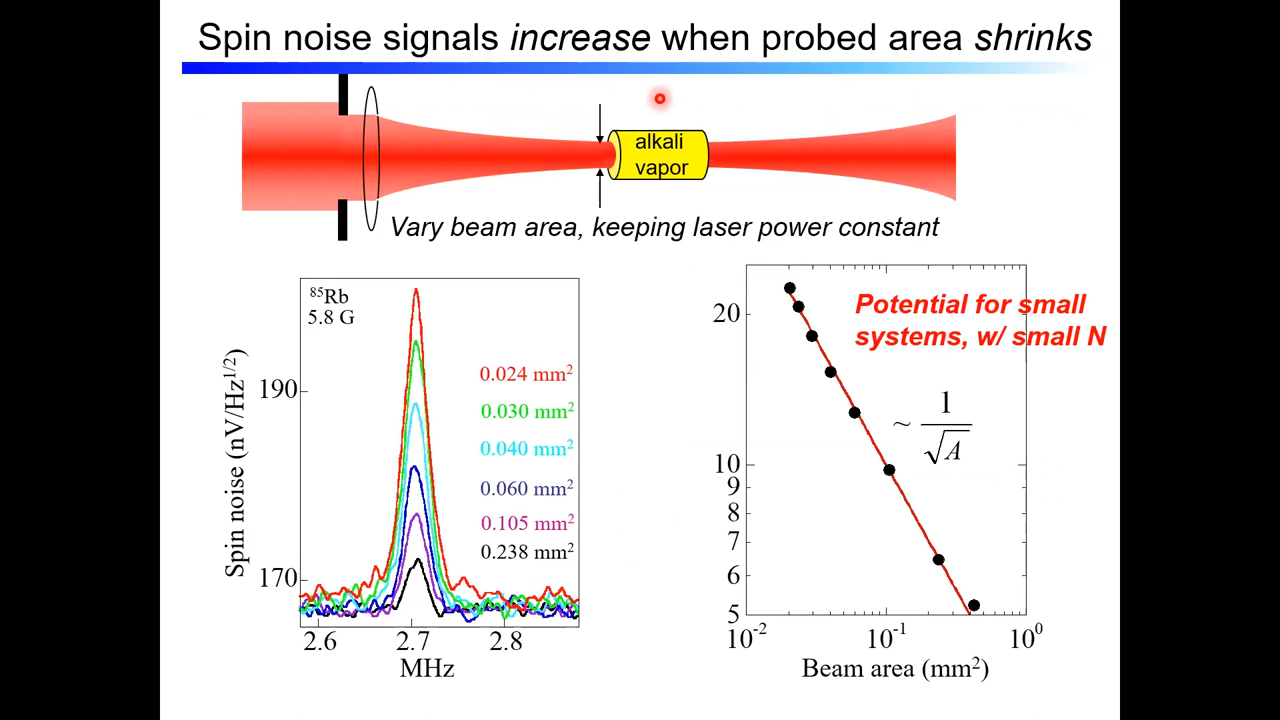 Spin noise signals increase when probed area shrinks
alkali
vapor
Vary beam area, keeping laser power constant
⁸⁵Rb
5.8 G
0.024 mm²
0.030 mm²
0.040 mm²
0.060 mm²
0.105 mm²
0.238 mm²
Spin noise (nV/Hz¹ᐟ²)
190
170
2.6
2.7
2.8
MHz
Potential for small
systems, w/ small N
~ 1/√A
20
10
9
8
7
6
5
10⁻²
10⁻¹
10⁰
Beam area (mm²)